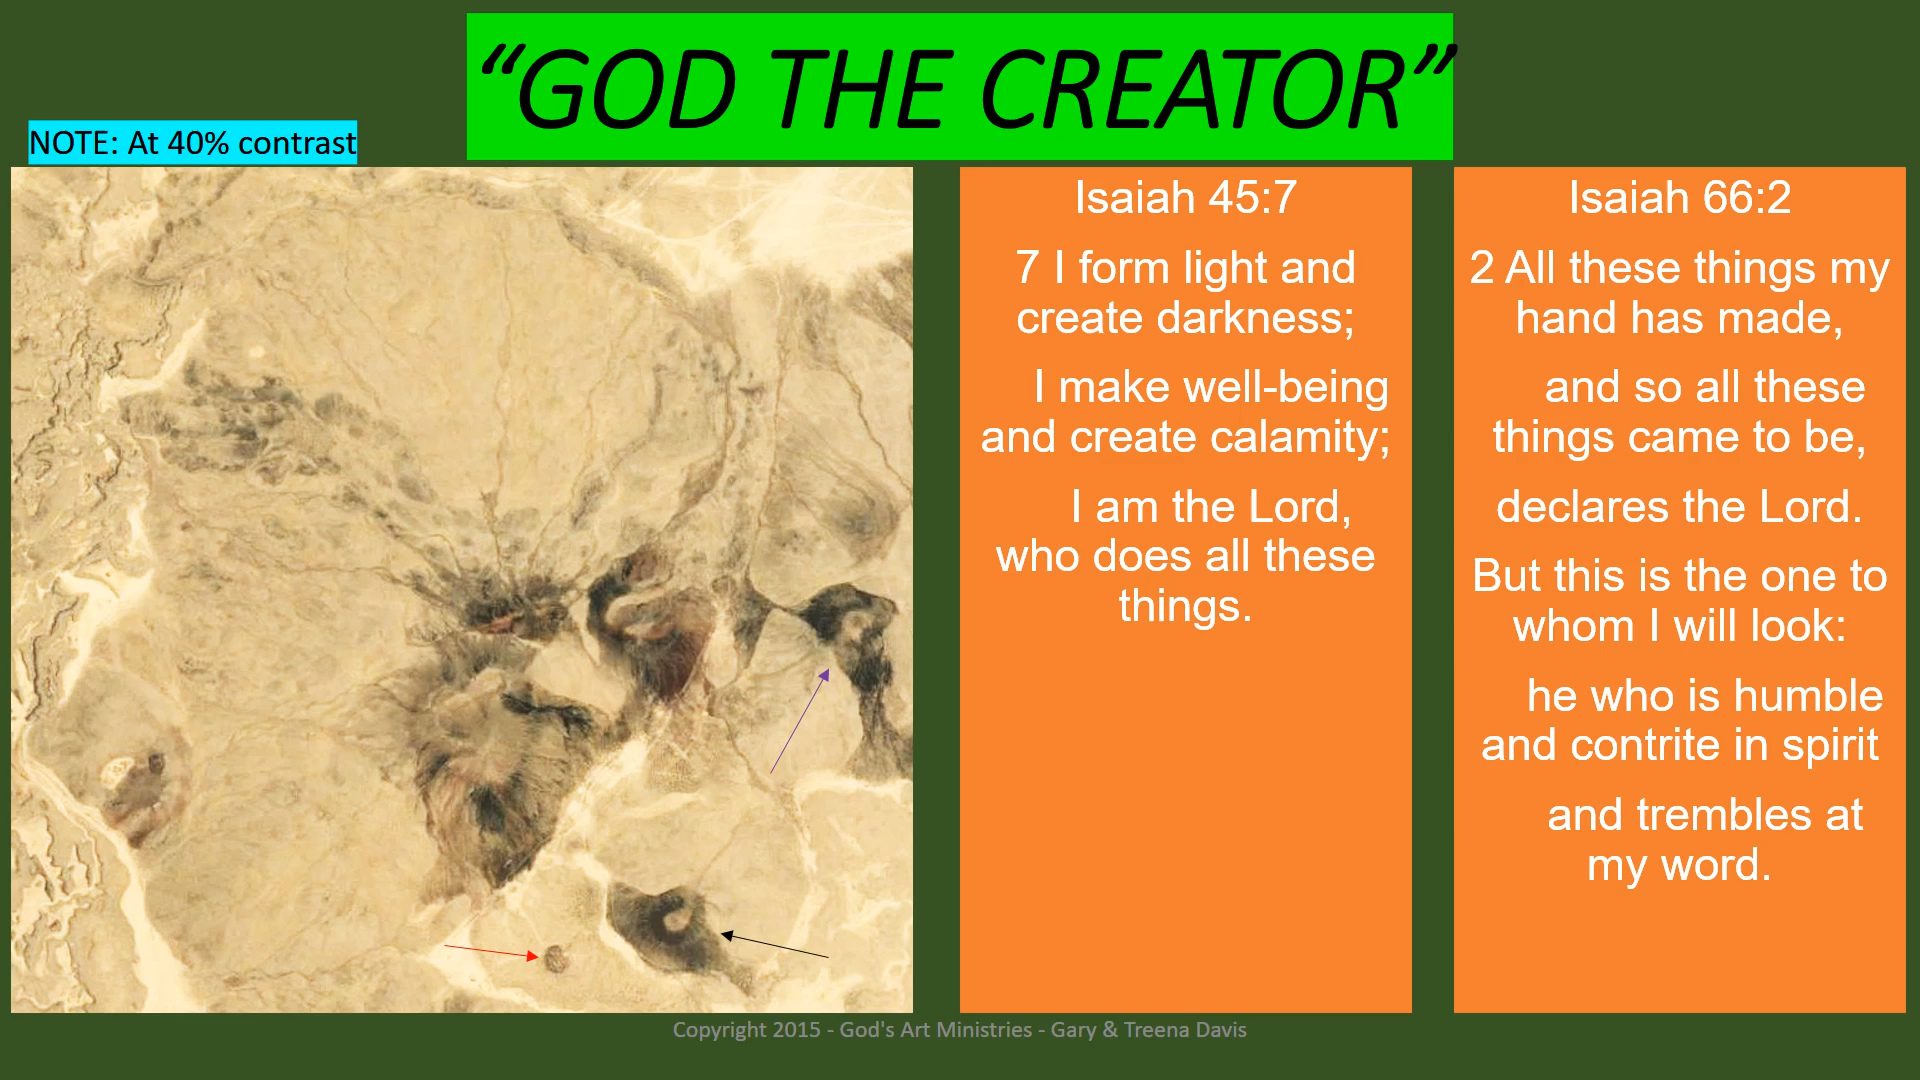 “GOD THE CREATOR”
NOTE: At 40% contrast
Isaiah 45:7
7 I form light and
create darkness;
I make well-being
and create calamity;
I am the Lord,
who does all these
things.
Isaiah 66:2
2 All these things my
hand has made,
and so all these
things came to be,
declares the Lord.
But this is the one to
whom I will look:
he who is humble
and contrite in spirit
and trembles at
my word.
Copyright 2015 - God's Art Ministries - Gary & Treena Davis